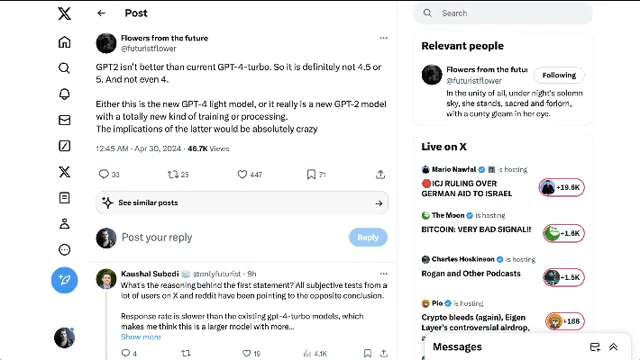 Post
Flowers from the future
@futuristflower
GPT2 isn't better than current GPT-4-turbo. So it is definitely not 4.5 or
5. And not even 4.
Either this is the new GPT-4 light model, or it really is a new GPT-2 model
with a totally new kind of training or processing.
The implications of the latter would be absolutely crazy
12:45 AM · Apr 30, 2024 · 46.7K Views
33
25
447
71
See similar posts
Post your reply
Reply
Kaushal Subedi @onlyfuturist · 9h
What's the reasoning behind the first statement? All subjective tests from a
lot of users on X and reddit have been pointing to the opposite conclusion.
Response rate is slower than the existing gpt-4-turbo models, which
makes me think this is a larger model with more...
Show more
4
19
4.1K
Search
Relevant people
Flowers from the futu
@futuristflower
Following
In the unity of all, under night's solemn
sky, she stands, sacred and forlorn,
with a cunty gleam in her eye.
Live on X
Mario Nawfal is hosting
ICJ RULING OVER
GERMAN AID TO ISRAEL
+19.6K
The Moon is hosting
BITCOIN: VERY BAD SIGNAL!!
+1.6K
Charles Hoskinson is hosting
Rogan and Other Podcasts
+1.5K
Pio is hosting
Crypto bleeds (again), Eigen
Layer's controversial airdrop,
+188
Messages